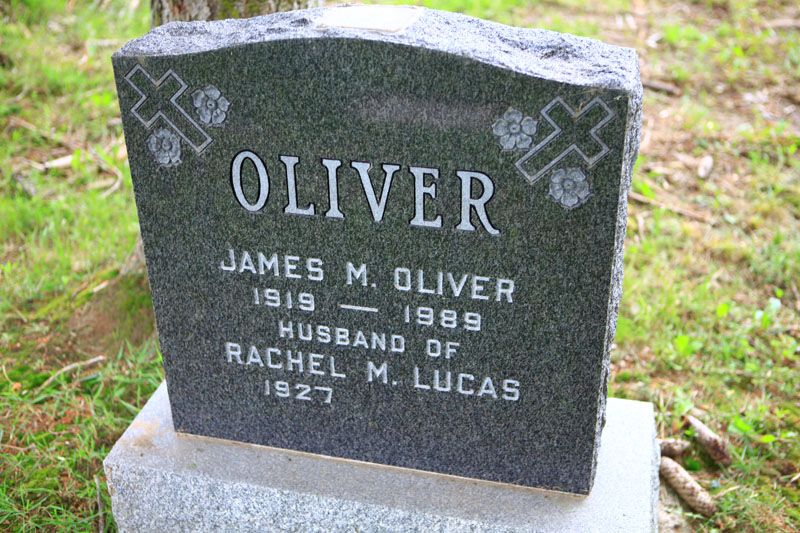 OLIVER
JAMES M. OLIVER
1919 — 1989
HUSBAND OF
RACHEL M. LUCAS
1927